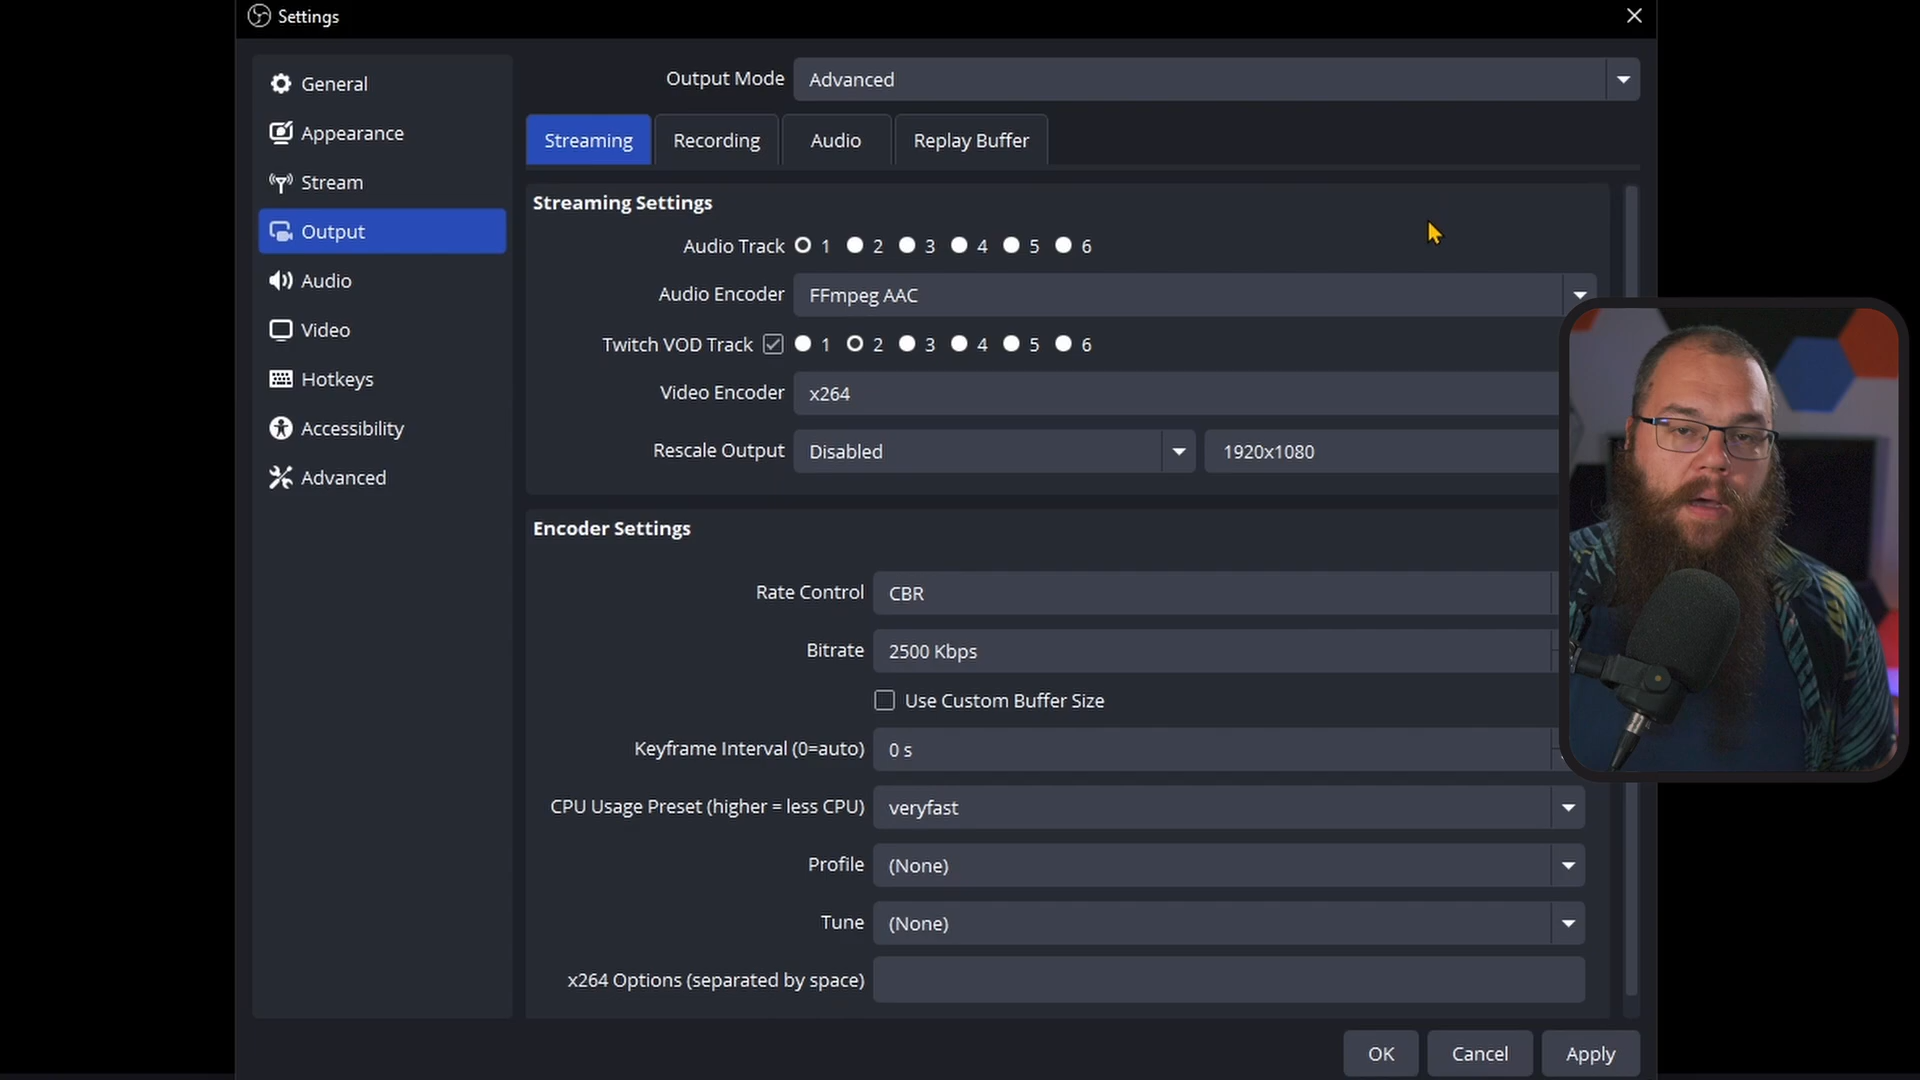 Settings
General
Appearance
Stream
Output
Audio
Video
Hotkeys
Accessibility
Advanced
Output Mode Advanced
Streaming Recording Audio Replay Buffer
Streaming Settings
Audio Track 1 2 3 4 5 6
Audio Encoder FFmpeg AAC
Twitch VOD Track 1 2 3 4 5 6
Video Encoder x264
Rescale Output Disabled 1920x1080
Encoder Settings
Rate Control CBR
Bitrate 2500 Kbps
Use Custom Buffer Size
Keyframe Interval (0=auto) 0 s
CPU Usage Preset (higher = less CPU) veryfast
Profile (None)
Tune (None)
x264 Options (separated by space)
OK Cancel Apply